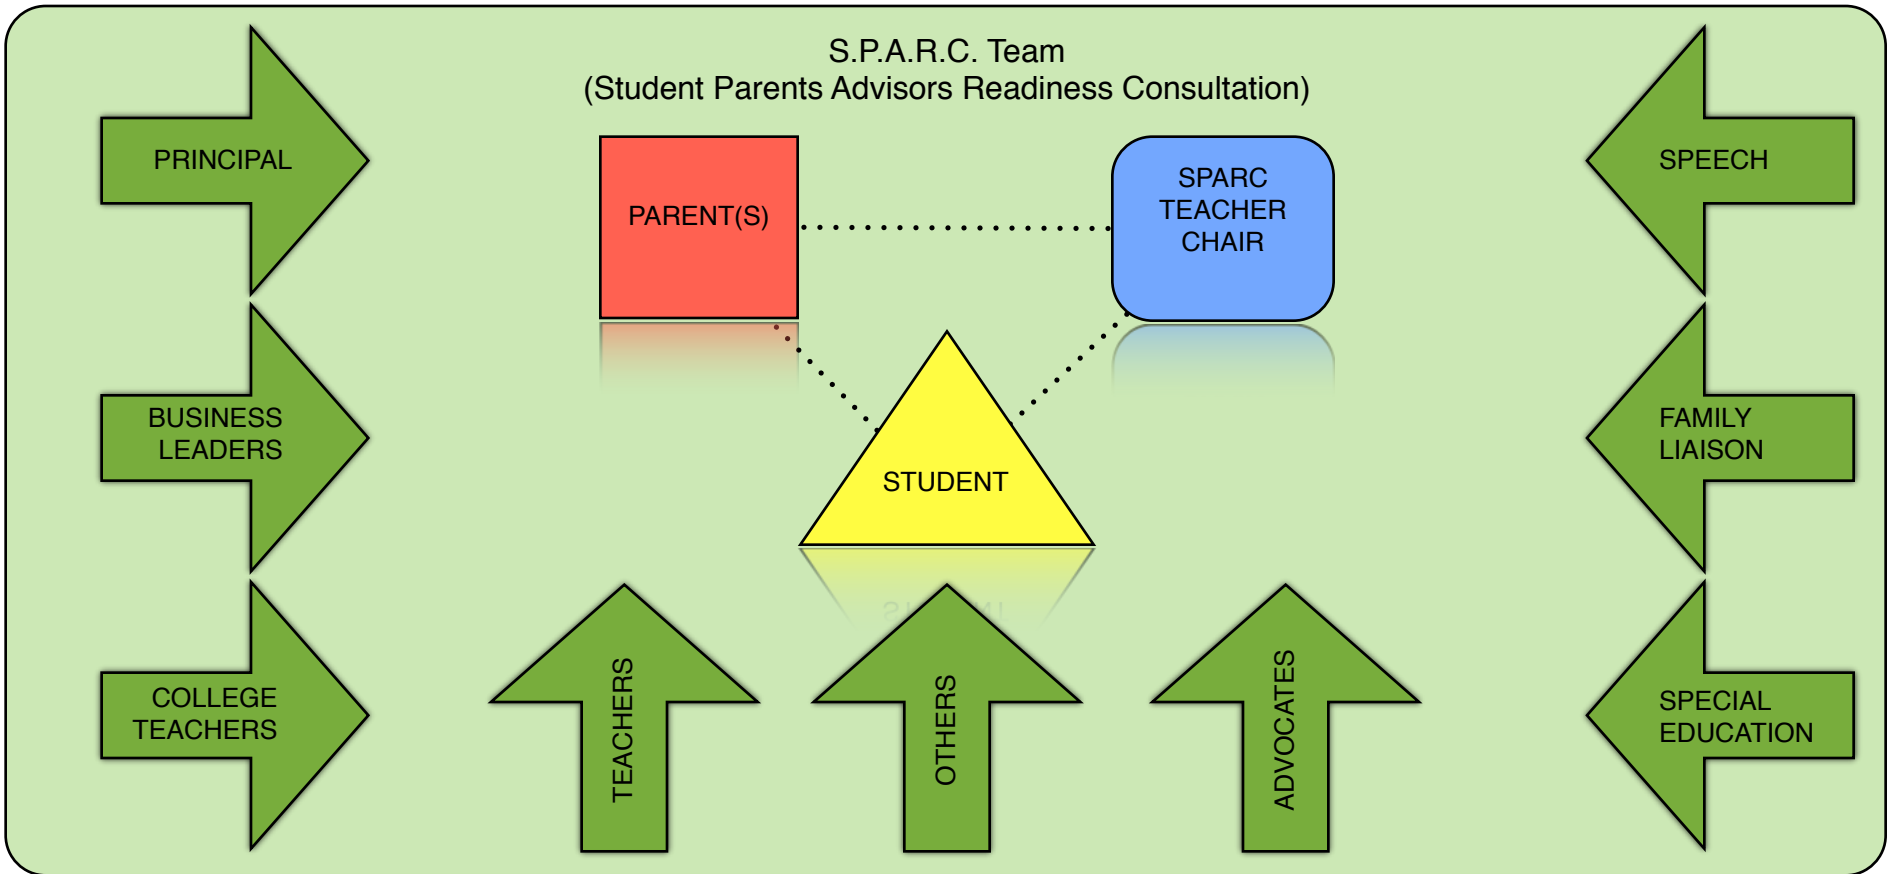 S.P.A.R.C. Team
(Student Parents Advisors Readiness Consultation)
PRINCIPAL
PARENT(S)
SPARC
TEACHER
CHAIR
SPEECH
BUSINESS
LEADERS
STUDENT
FAMILY
LIAISON
COLLEGE
TEACHERS
TEACHERS
OTHERS
ADVOCATES
SPECIAL
EDUCATION